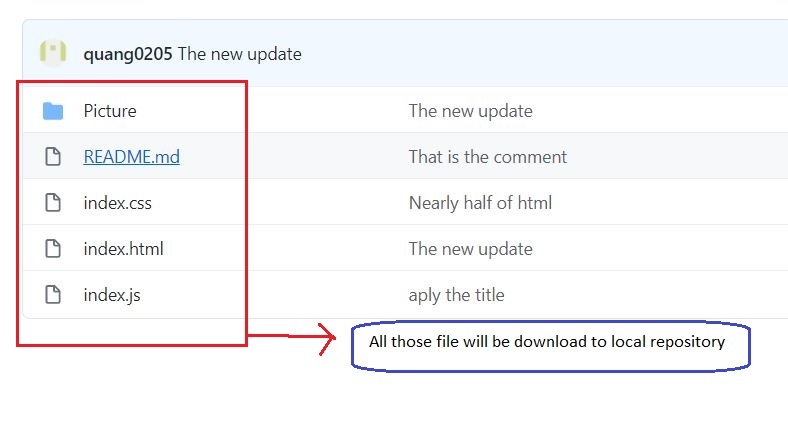 quang0205 The new update
Picture The new update
README.md That is the comment
index.css Nearly half of html
index.html The new update
index.js aply the title
All those file will be download to local repository